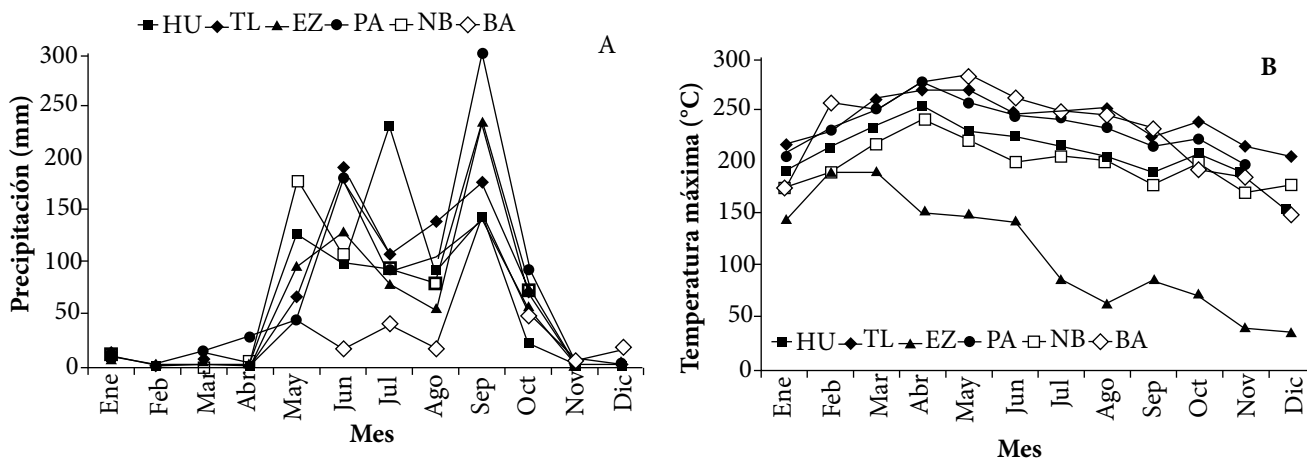 HU TL EZ PA NB BA
A
Precipitación (mm)
300
250
200
150
100
50
0
Ene Feb Mar Abr May Jun Jul Ago Sep Oct Nov Dic
Mes
B
Temperatura máxima (°C)
300
250
200
150
100
50
0
HU TL EZ PA NB BA
Ene Feb Mar Abr May Jun Jul Ago Sep Oct Nov Dic
Mes